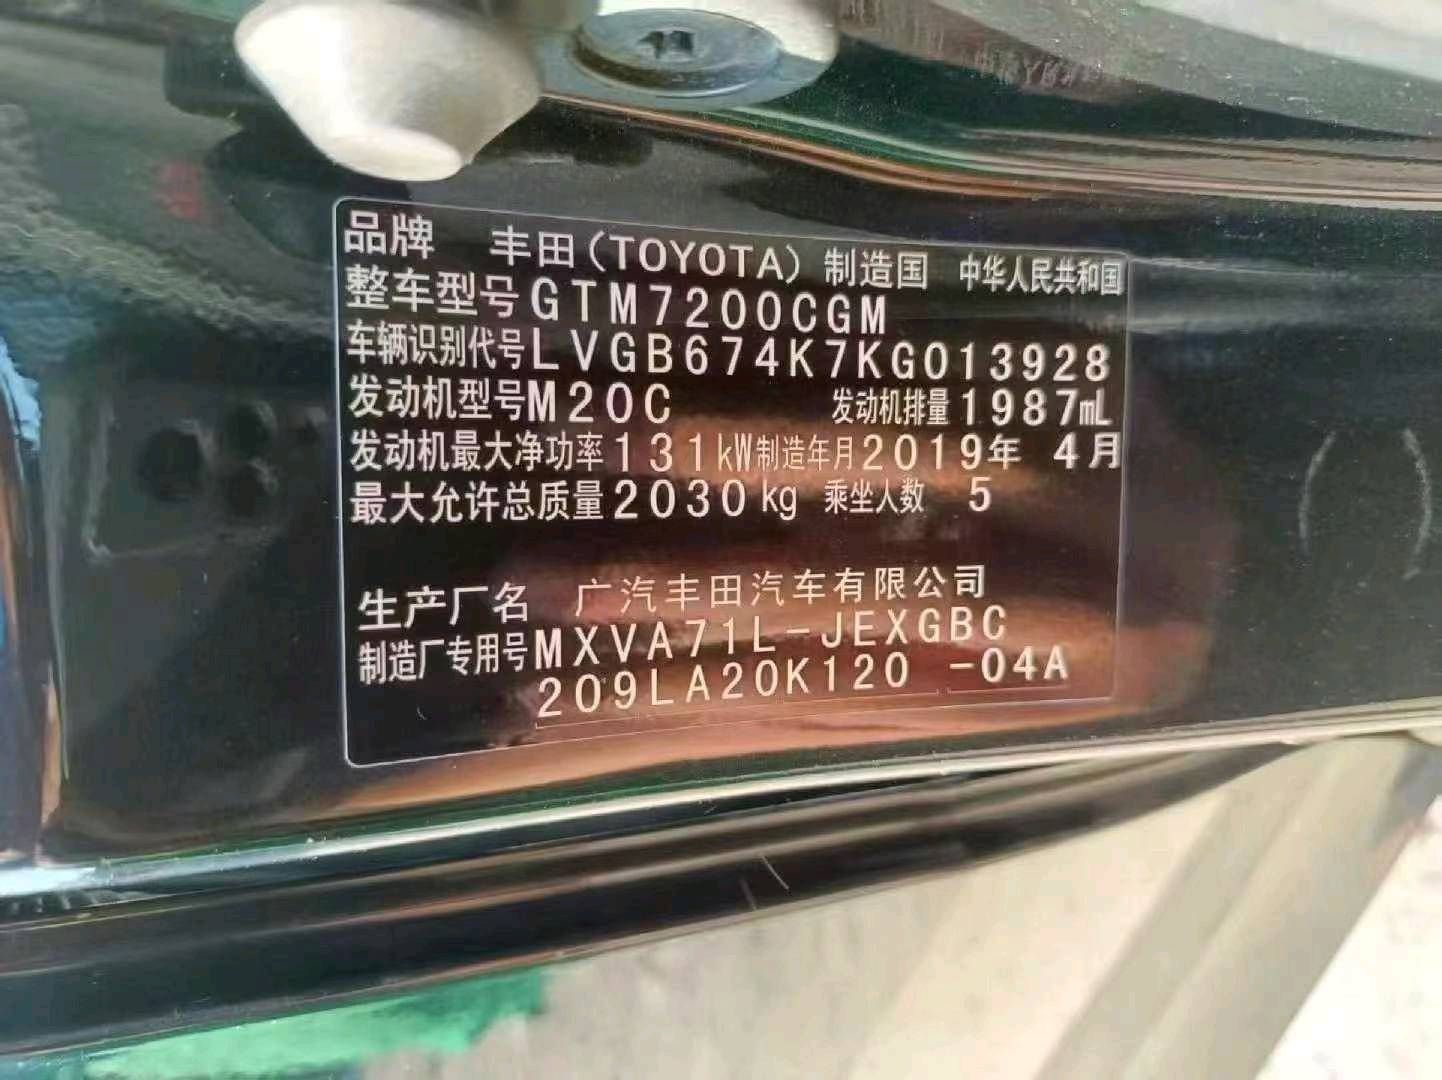 品牌 丰田(TOYOTA) 制造国 中华人民共和国
整车型号 GTM7200CGM
车辆识别代号 LVGB674K7KG013928
发动机型号 M20C 发动机排量 1987mL
发动机最大净功率 131kW 制造年月 2019年 4月
最大允许总质量 2030kg 乘坐人数 5
生产厂名 广汽丰田汽车有限公司
制造厂专用号 MXVA71L-JEXGBC
209LA20K120 -04A